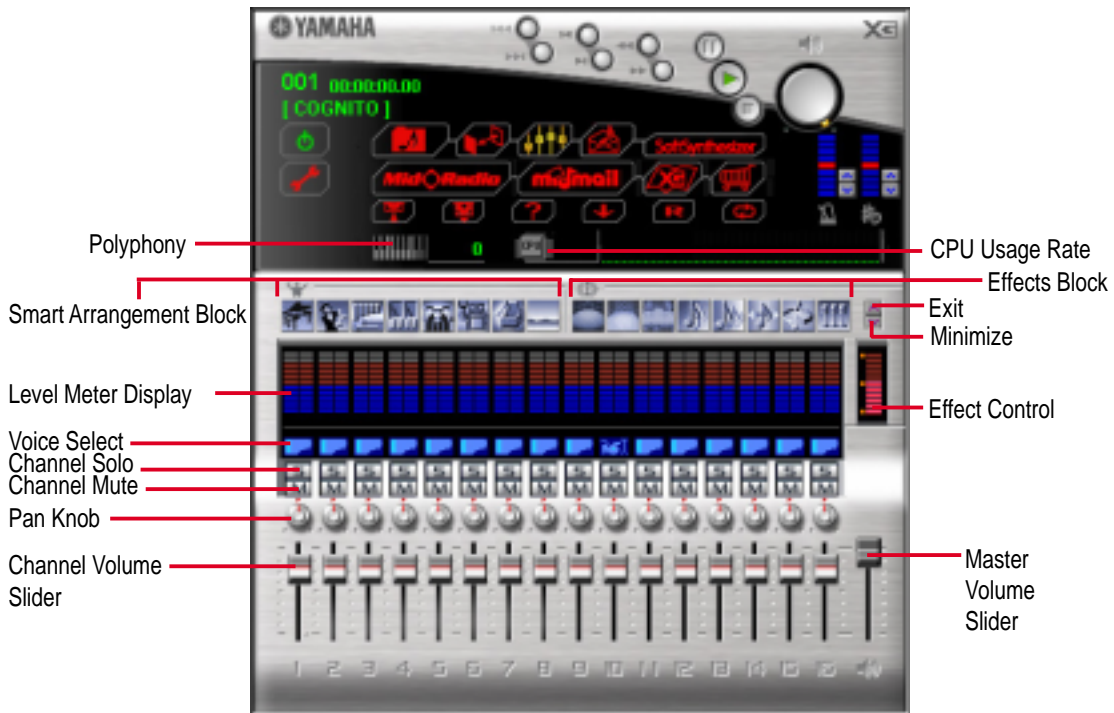 YAMAHA
XG
001 00:00:00.00
[ COGNITO ]
SoftSynthesizer
MidRadio midmail XG
?
Polyphony
0
CPU
CPU Usage Rate
Effects Block
Smart Arrangement Block
Exit
Minimize
Level Meter Display
Effect Control
Voice Select
Channel Solo
S S S S S S S S S S S S S S S S
Channel Mute
M M M M M M M M M M M M M M M M
Pan Knob
Channel Volume
Slider
Master
Volume
Slider
1 2 3 4 5 6 7 8 9 10 11 12 13 14 15 16